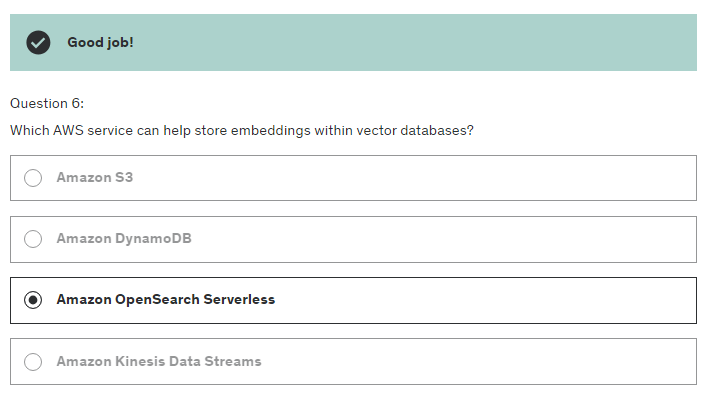 Good job!
Question 6:
Which AWS service can help store embeddings within vector databases?
Amazon S3
Amazon DynamoDB
Amazon OpenSearch Serverless
Amazon Kinesis Data Streams